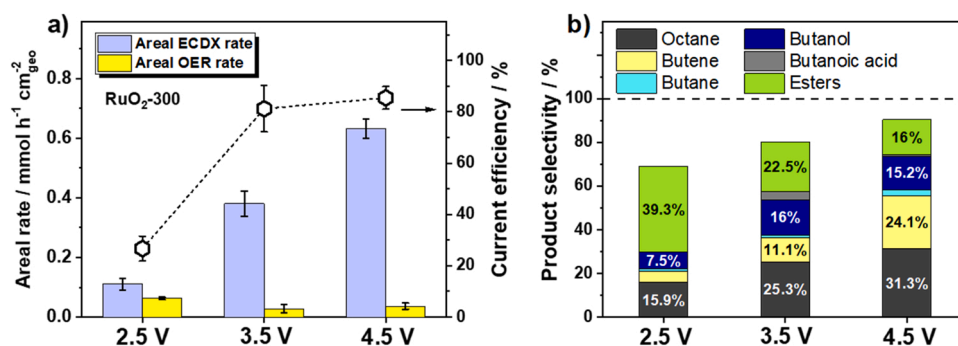 a)
Areal rate / mmol h⁻¹ cm⁻²geo
0.8
0.6
0.4
0.2
0.0
Areal ECDX rate
Areal OER rate
RuO₂-300
100
80
60
40
20
0
Current efficiency / %
2.5 V 3.5 V 4.5 V
b)
Product selectivity / %
Octane Butanol
Butene Butanoic acid
Butane Esters
100
80
60
40
20
0
39.3%
7.5%
15.9%
22.5%
16%
11.1%
25.3%
16%
15.2%
24.1%
31.3%
2.5 V 3.5 V 4.5 V